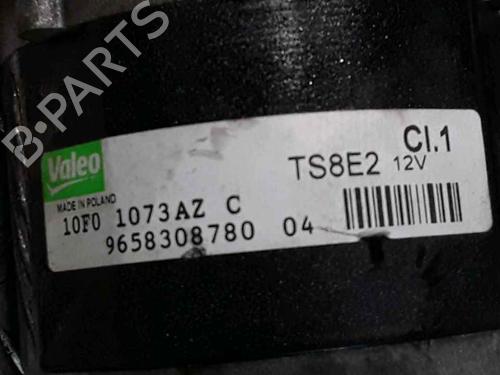 B-PARTS
Valeo
MADE IN POLAND
TS8E2 12V Cl.1
10F0 1073AZ C
9658308780 04